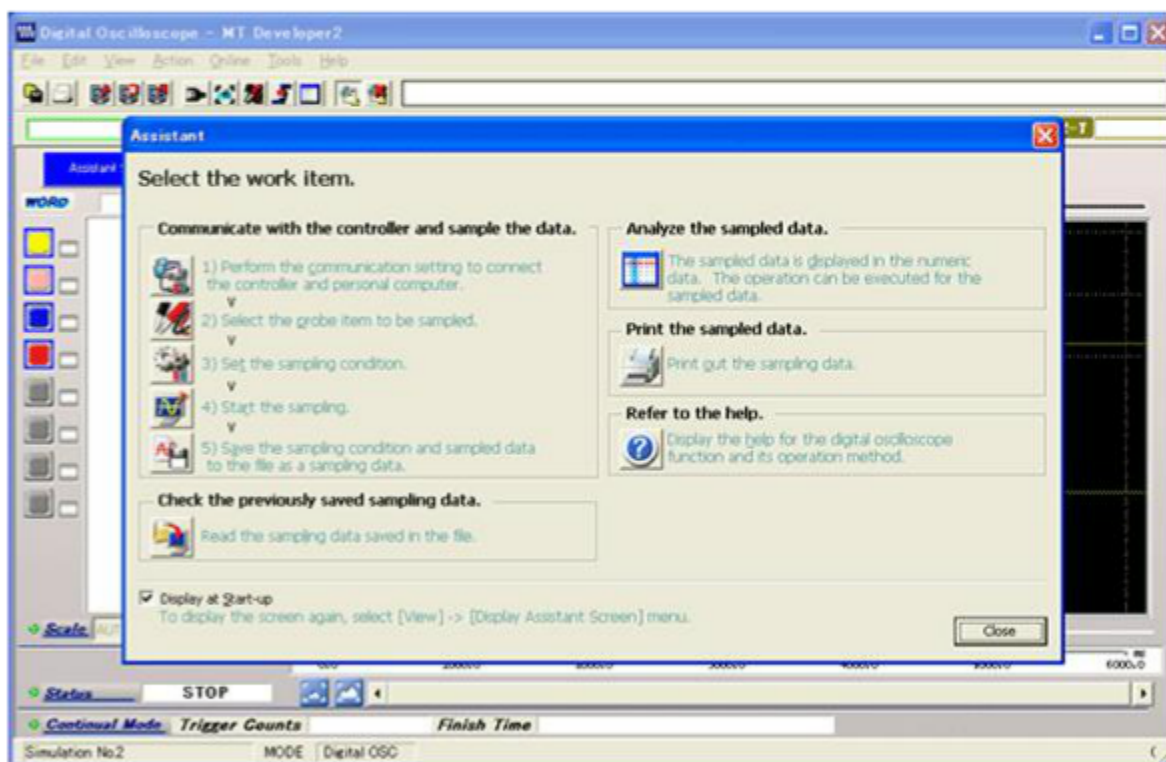 Digital Oscilloscope - MT Developer2
File Edit View Action Online Tools Help
Assistant
Assistant
Select the work item.
WORD
Communicate with the controller and sample the data.
1) Perform the communication setting to connect
the controller and personal computer.
2) Select the probe item to be sampled.
3) Set the sampling condition.
4) Start the sampling.
5) Save the sampling condition and sampled data
to the file as a sampling data.
Check the previously saved sampling data.
Read the sampling data saved in the file.
Analyze the sampled data.
The sampled data is displayed in the numeric
data. The operation can be executed for the
sampled data.
Print the sampled data.
Print out the sampling data.
Refer to the help.
Display the help for the digital oscilloscope
function and its operation method.
Display at Start-up
To display the screen again, select [View] -> [Display Assistant Screen] menu.
Close
Scale
6000.0
Status STOP
Continual Mode Trigger Counts Finish Time
Simulation No.2 MODE Digital OSC